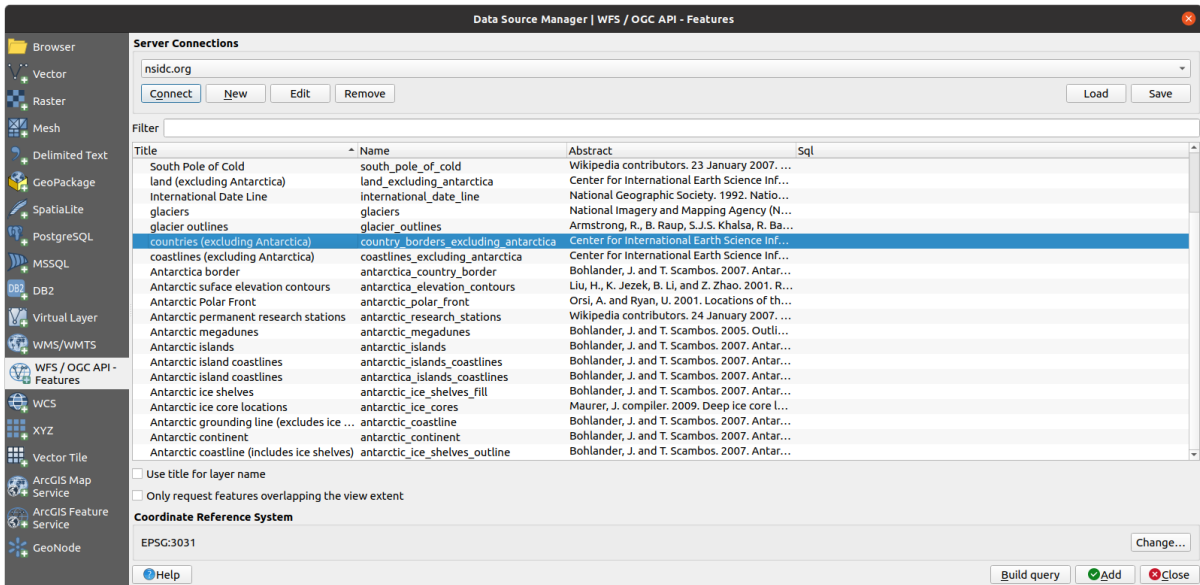 Data Source Manager | WFS / OGC API - Features
Browser
Vector
Raster
Mesh
Delimited Text
GeoPackage
SpatiaLite
PostgreSQL
MSSQL
DB2 DB2
Virtual Layer
WMS/WMTS
WFS / OGC API -
Features
WCS
XYZ
Vector Tile
ArcGIS Map
Service
ArcGIS Feature
Service
GeoNode
Server Connections
nsidc.org
Connect New Edit Remove Load Save
Filter
Title Name Abstract Sql
South Pole of Cold south_pole_of_cold Wikipedia contributors. 23 January 2007. ...
land (excluding Antarctica) land_excluding_antarctica Center for International Earth Science Inf...
International Date Line international_date_line National Geographic Society. 1992. Natio...
glaciers glaciers National Imagery and Mapping Agency (N...
glacier outlines glacier_outlines Armstrong, R., B. Raup, S.J.S. Khalsa, R. Ba...
countries (excluding Antarctica) country_borders_excluding_antarctica Center for International Earth Science Inf...
coastlines (excluding Antarctica) coastlines_excluding_antarctica Center for International Earth Science Inf...
Antarctica border antarctica_country_border Bohlander, J. and T. Scambos. 2007. Antar...
Antarctic suface elevation contours antarctica_elevation_contours Liu, H., K. Jezek, B. Li, and Z. Zhao. 2001. R...
Antarctic Polar Front antarctic_polar_front Orsi, A. and Ryan, U. 2001. Locations of th...
Antarctic permanent research stations antarctic_research_stations Wikipedia contributors. 24 January 2007. ...
Antarctic megadunes antarctic_megadunes Bohlander, J. and T. Scambos. 2005. Outli...
Antarctic islands antarctic_islands Bohlander, J. and T. Scambos. 2007. Antar...
Antarctic island coastlines antarctic_islands_coastlines Bohlander, J. and T. Scambos. 2007. Antar...
Antarctic island coastlines antarctica_islands_coastlines Bohlander, J. and T. Scambos. 2007. Antar...
Antarctic ice shelves antarctic_ice_shelves_fill Bohlander, J. and T. Scambos. 2007. Antar...
Antarctic ice core locations antarctic_ice_cores Maurer, J. compiler. 2009. Deep ice core l...
Antarctic grounding line (excludes ice ... antarctic_coastline Bohlander, J. and T. Scambos. 2007. Antar...
Antarctic continent antarctic_continent Bohlander, J. and T. Scambos. 2007. Antar...
Antarctic coastline (includes ice shelves) antarctic_ice_shelves_outline Bohlander, J. and T. Scambos. 2007. Antar...
Use title for layer name
Only request features overlapping the view extent
Coordinate Reference System
EPSG:3031 Change...
Help Build query Add Close